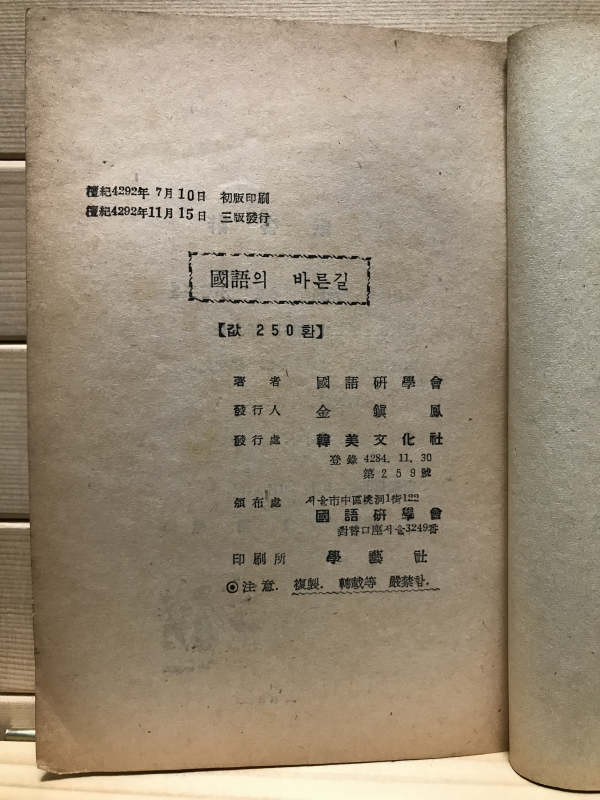 檀紀4292年 7月10日 初版印刷
檀紀4292年11月15日 三版發行
國語의 바른길
【값 250환】
著者 國語硏學會
發行人 金鎭鳳
發行處 韓美文化社
登錄 4284. 11. 30
第259號
頒布處 서울市中區桃洞1街122
國語硏學會
對替口座서울3249番
印刷所 學藝社
◉注意. 複製. 轉載等 嚴禁함.